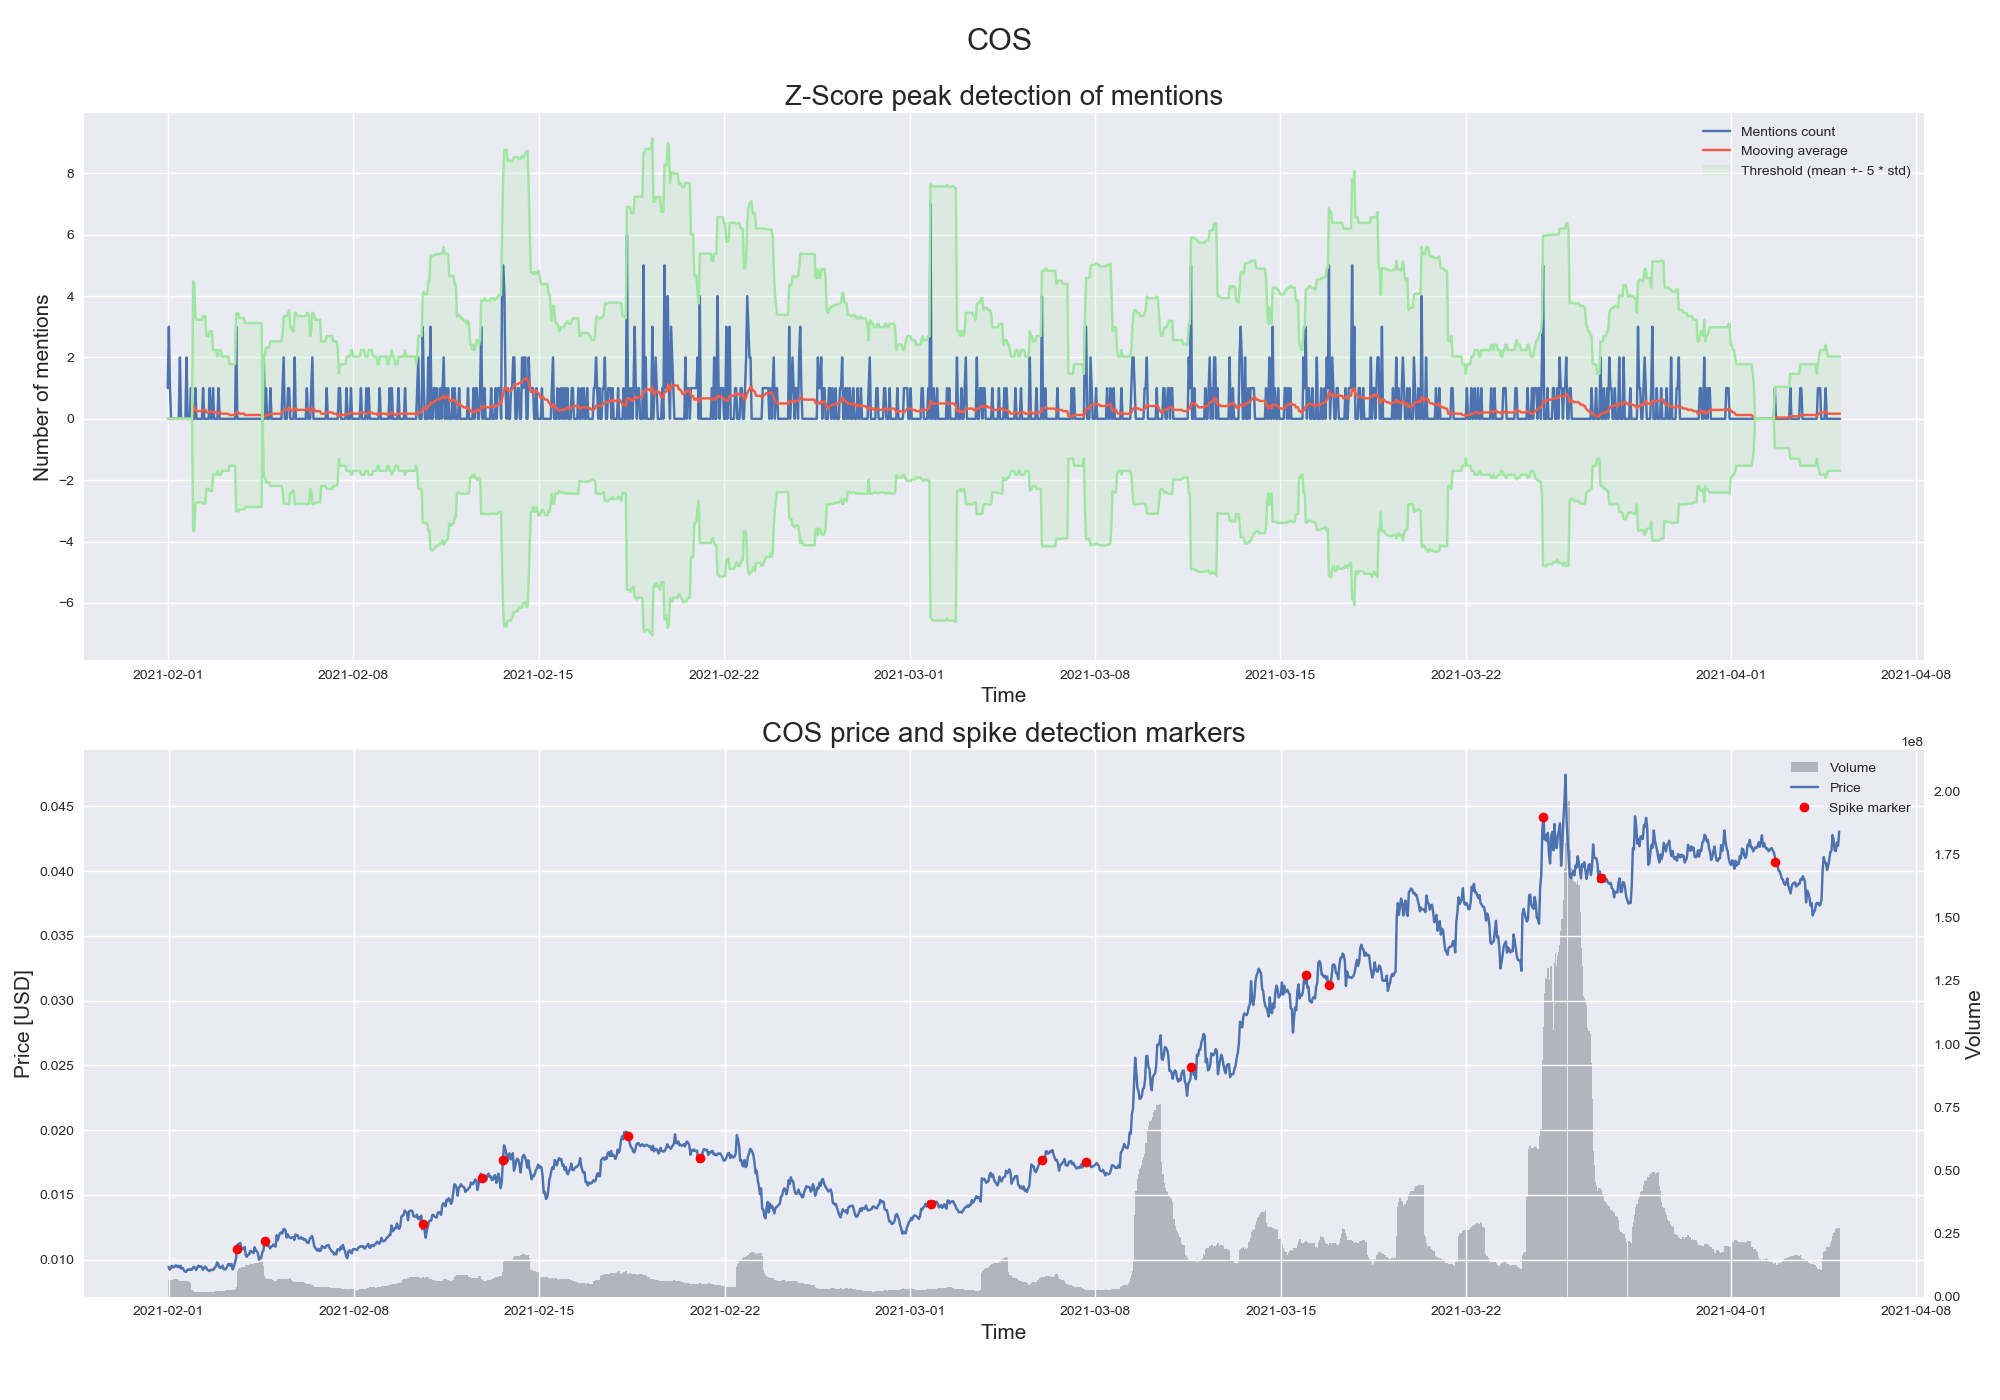 COS
Z-Score peak detection of mentions
Mentions count
Mooving average
Threshold (mean +- 5 * std)
Number of mentions
8
6
4
2
0
−2
−4
−6
2021-02-01 2021-02-08 2021-02-15 2021-02-22 2021-03-01 2021-03-08 2021-03-15 2021-03-22 2021-04-01 2021-04-08
Time
COS price and spike detection markers
1e8
Volume
Price
Spike marker
Price [USD]
0.045
0.040
0.035
0.030
0.025
0.020
0.015
0.010
2.00
1.75
1.50
1.25
1.00
0.75
0.50
0.25
0.00
Volume
2021-02-01 2021-02-08 2021-02-15 2021-02-22 2021-03-01 2021-03-08 2021-03-15 2021-03-22 2021-04-01 2021-04-08
Time